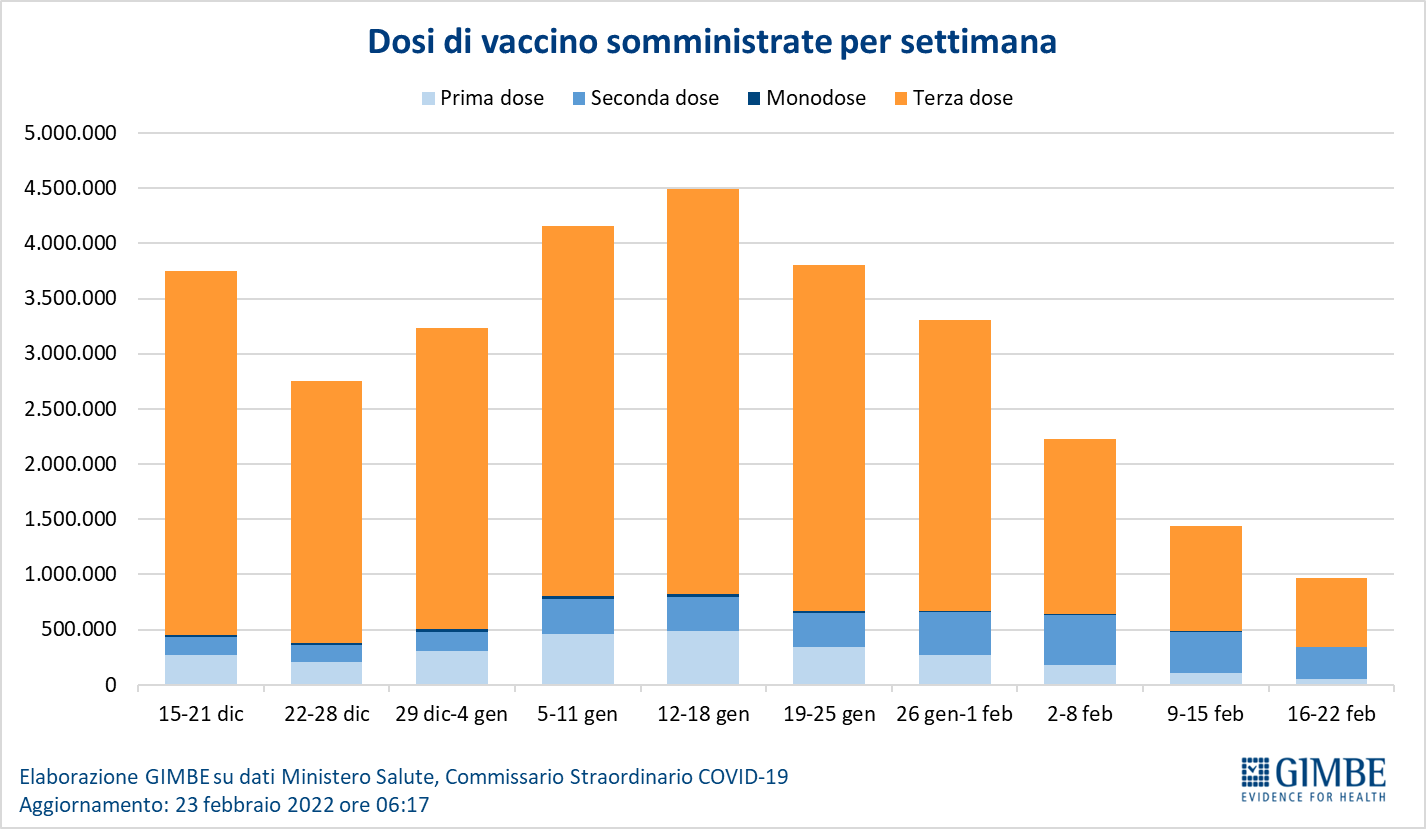 Dosi di vaccino somministrate per settimana
Prima dose Seconda dose Monodose Terza dose
5.000.000
4.500.000
4.000.000
3.500.000
3.000.000
2.500.000
2.000.000
1.500.000
1.000.000
500.000
0
15-21 dic 22-28 dic 29 dic-4 gen 5-11 gen 12-18 gen 19-25 gen 26 gen-1 feb 2-8 feb 9-15 feb 16-22 feb
Elaborazione GIMBE su dati Ministero Salute, Commissario Straordinario COVID-19
Aggiornamento: 23 febbraio 2022 ore 06:17
GIMBE
EVIDENCE FOR HEALTH